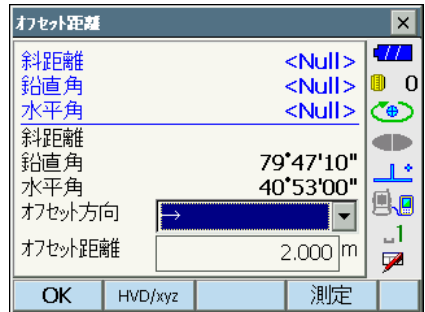 オフセット距離
斜距離 <Null>
鉛直角 <Null>
水平角 <Null>
0
斜距離
鉛直角 79°47'10"
水平角 40°53'00"
オフセット方向 →
オフセット距離 2.000 m
1
OK HVD/xyz 測定